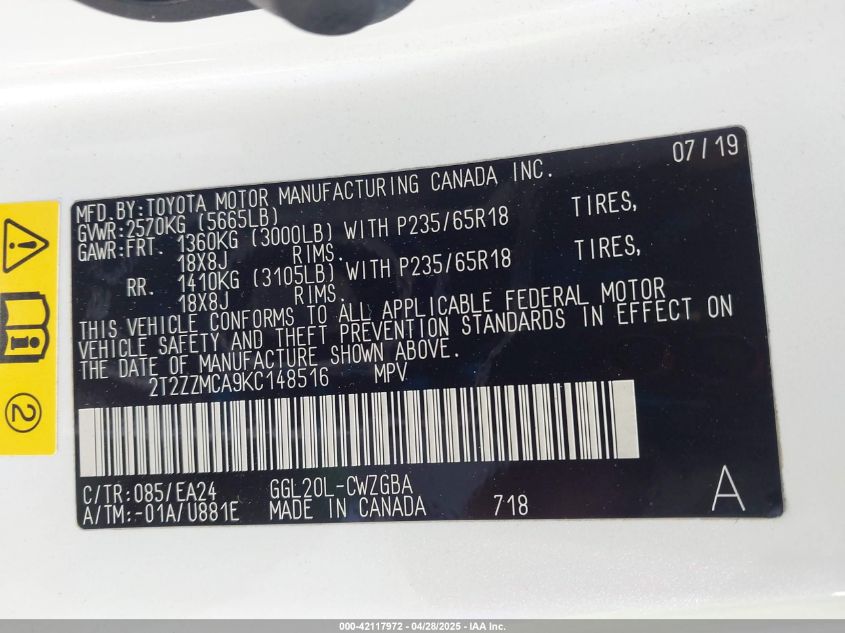 07/19
MFD.BY:TOYOTA MOTOR MANUFACTURING CANADA INC.
GVWR:2570KG (5665LB)
GAWR:FRT. 1360KG (3000LB) WITH P235/65R18 TIRES,
18X8J RIMS.
RR. 1410KG (3105LB) WITH P235/65R18 TIRES,
18X8J RIMS.
THIS VEHICLE CONFORMS TO ALL APPLICABLE FEDERAL MOTOR
VEHICLE SAFETY AND THEFT PREVENTION STANDARDS IN EFFECT ON
THE DATE OF MANUFACTURE SHOWN ABOVE.
2T2ZZMCA9KC148516 MPV
C/TR:085/EA24 GGL20L-CWZGBA
A/TM:-01A/U881E MADE IN CANADA 718 A
2
000-42117972 | 04/28/2025 - IAA Inc.